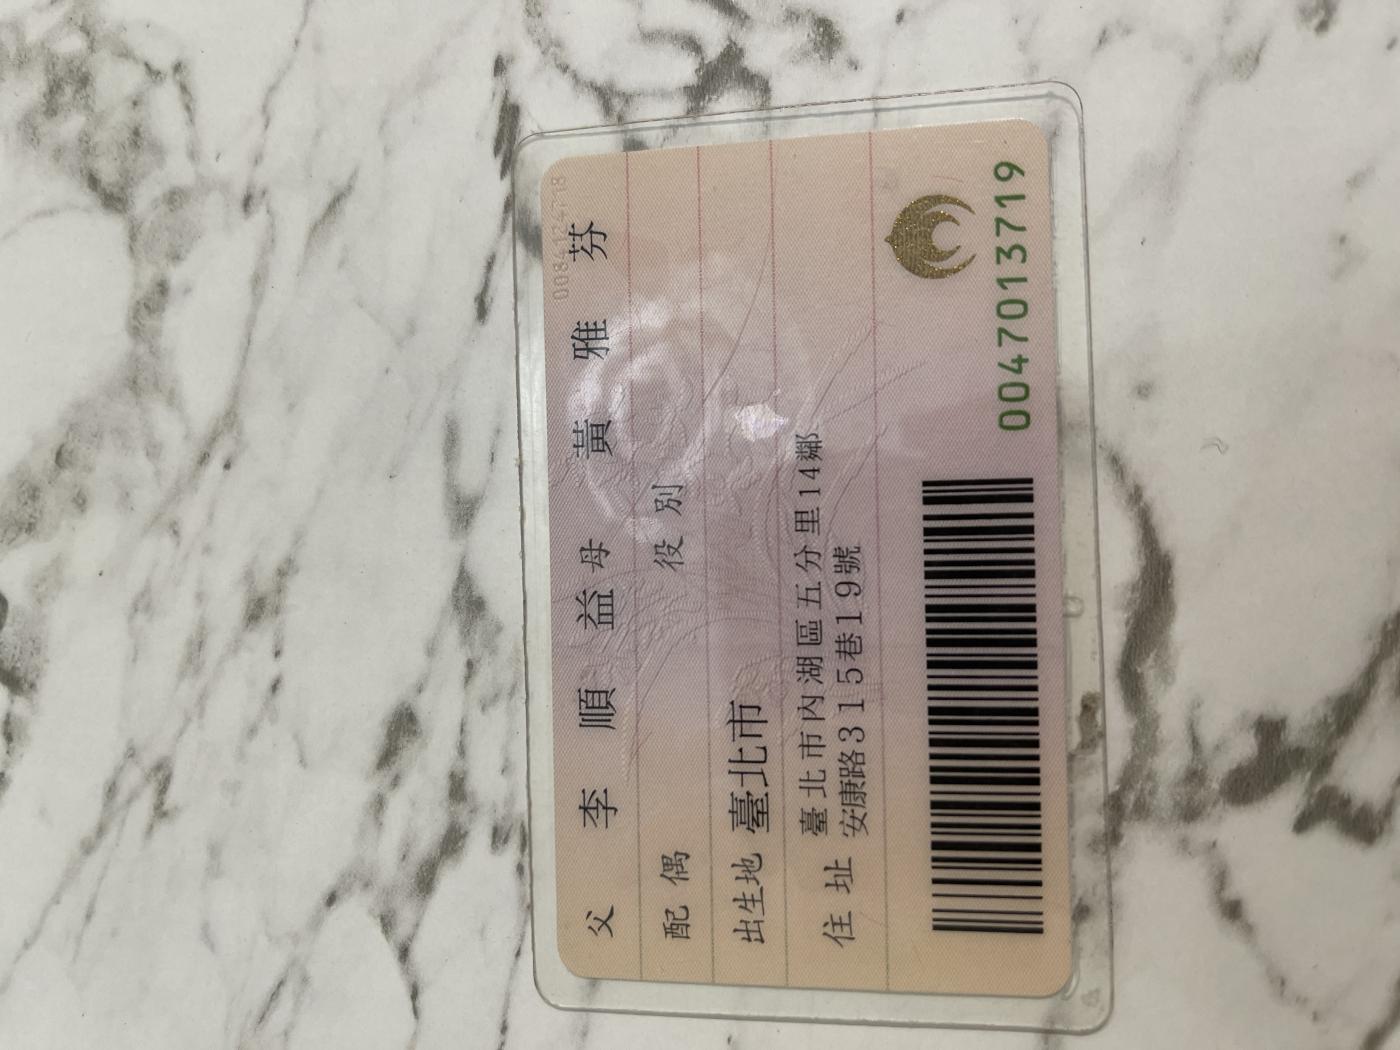 0084124718
父 李 順 益 母 黃 雅 芬
配偶 役別
出生地 臺北市
住址 臺北市內湖區五分里14鄰
安康路315巷19號
0047013719